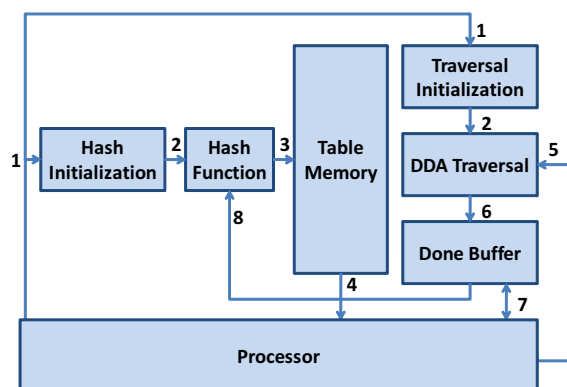 1
Traversal
Initialization
2
1
Hash
Initialization
2
Hash
Function
3
Table
Memory
DDA Traversal
5
6
8
Done Buffer
4
7
Processor